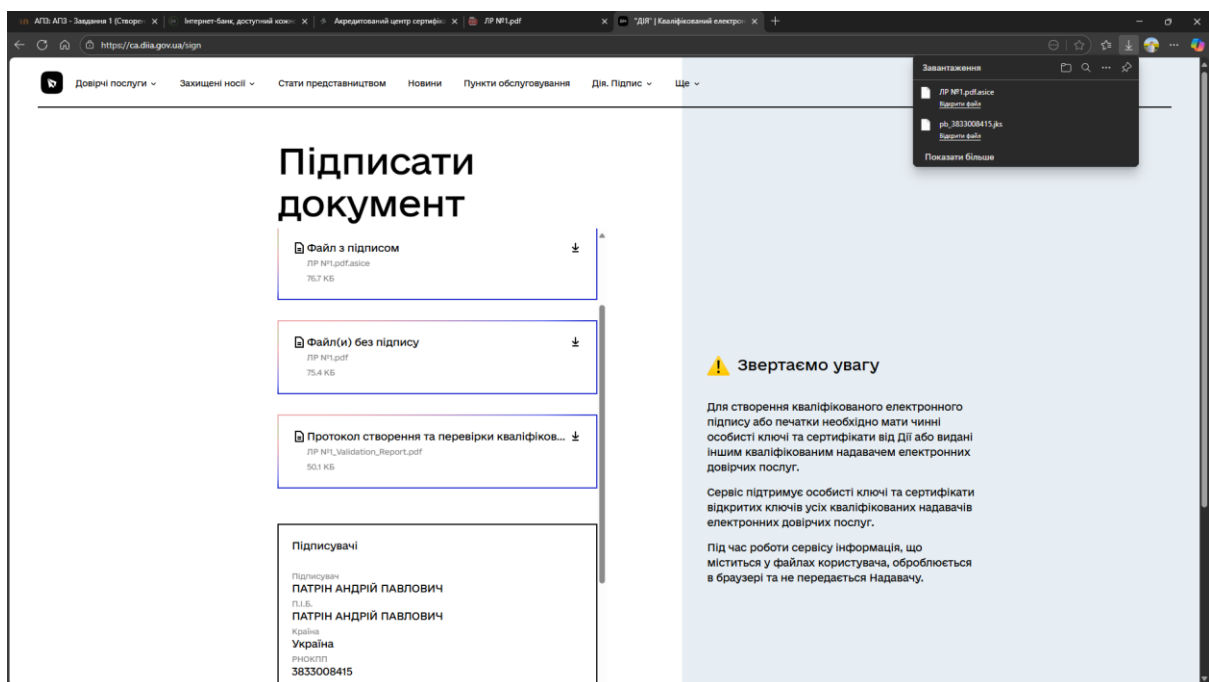 АПЗ: АПЗ - Завдання 1 (Створен
Інтернет-банк, доступний кожно
Акредитований центр сертифік
ЛР №1.pdf
"ДІЯ" | Кваліфікований електрон
https://ca.diia.gov.ua/sign
Довірчі послуги
Захищені носії
Стати представництвом
Новини
Пункти обслуговування
Дія. Підпис
Ще
Завантаження
ЛР №1.pdf.asice
Відкрити файл
pb_3833008415.jks
Відкрити файл
Показати більше
Підписати
документ
Файл з підписом
ЛР №1.pdf.asice
76.7 КБ
Файл(и) без підпису
ЛР №1.pdf
75.4 КБ
Протокол створення та перевірки кваліфіков...
ЛР №1_Validation_Report.pdf
50.1 КБ
Підписувачі
Підписувач
ПАТРІН АНДРІЙ ПАВЛОВИЧ
П.І.Б.
ПАТРІН АНДРІЙ ПАВЛОВИЧ
Країна
Україна
РНОКПП
3833008415
Звертаємо увагу
Для створення кваліфікованого електронного
підпису або печатки необхідно мати чинні
особисті ключі та сертифікати від Дії або видані
іншим кваліфікованим надавачем електронних
довірчих послуг.
Сервіс підтримує особисті ключі та сертифікати
відкритих ключів усіх кваліфікованих надавачів
електронних довірчих послуг.
Під час роботи сервісу інформація, що
міститься у файлах користувача, оброблюється
в браузері та не передається Надавачу.